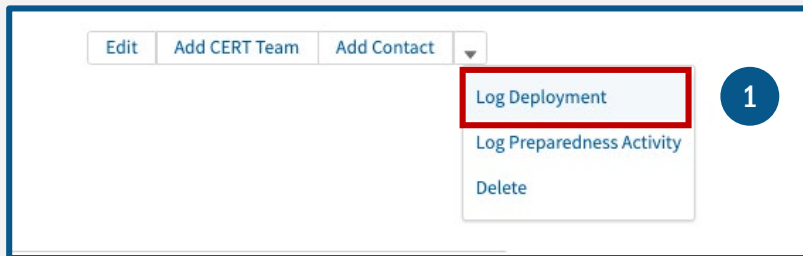 Edit Add CERT Team Add Contact
Log Deployment
1
Log Preparedness Activity
Delete